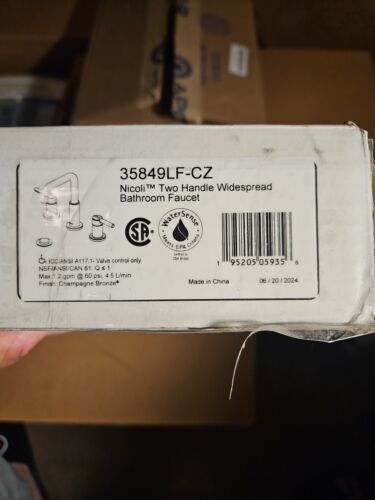 35849LF-CZ
Nicoli™ Two Handle Widespread
Bathroom Faucet
SA
WaterSense
Meets EPA Criteria
ICC/ANSI A117.1- Valve control only
NSF/ANSI/CAN 61: Q ≤ 1
Max 1.2 gpm @ 60 psi, 4.5 L/min
Finish: Champagne Bronze®
1 95205 05935 6
Made in China
06 / 20 / 2024